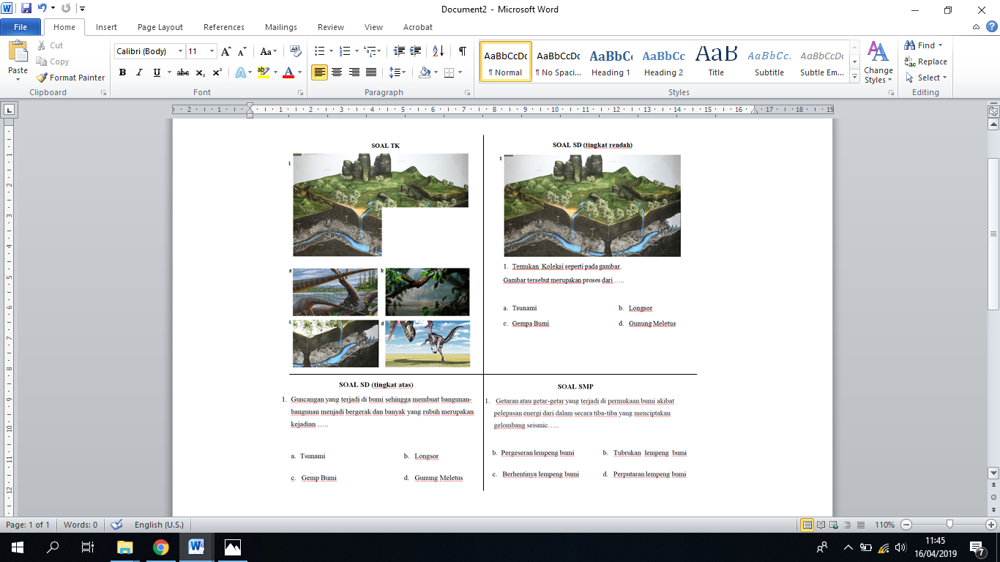 Document2 - Microsoft Word
File Home Insert Page Layout References Mailings Review View Acrobat
Paste
Cut
Copy
Format Painter
Clipboard
Calibri (Body) 11
Font
Paragraph
AaBbCcDc AaBbCcDc AaBbC AaBbCc AaB AaBbCc. AaBbCcDc
¶ Normal ¶ No Spaci... Heading 1 Heading 2 Title Subtitle Subtle Em...
Change Styles
Styles
Find
Replace
Select
Editing
2 1 1 2 3 4 5 6 7 8 9 10 11 12 13 14 15 16 17 18 19
SOAL TK
1
a b
c d
SOAL SD (tingkat rendah)
1
1. Temukan Koleksi seperti pada gambar.
Gambar tersebut merupakan proses dari …..
a. Tsunami b. Longsor
c. Gempa Bumi d. Gunung Meletus
SOAL SD (tingkat atas)
1. Guncangan yang terjadi di bumi sehingga membuat bangunan-
bangunan menjadi bergerak dan banyak yang rubuh merupakan
kejadian …..
a. Tsunami b. Longsor
c. Gemp Bumi d. Gunung Meletus
SOAL SMP
1. Getaran atau getar-getar yang terjadi di permukaan bumi akibat
pelepasan energi dari dalam secara tiba-tiba yang menciptakan
gelombang seismic…..
b. Pergeseran lempeng bumi b. Tubrukan lempeng bumi
c. Berhentinya lempeng bumi d. Perputaran lempeng bumi
Page: 1 of 1 Words: 0 English (U.S.) 110%
11:45
16/04/2019
7